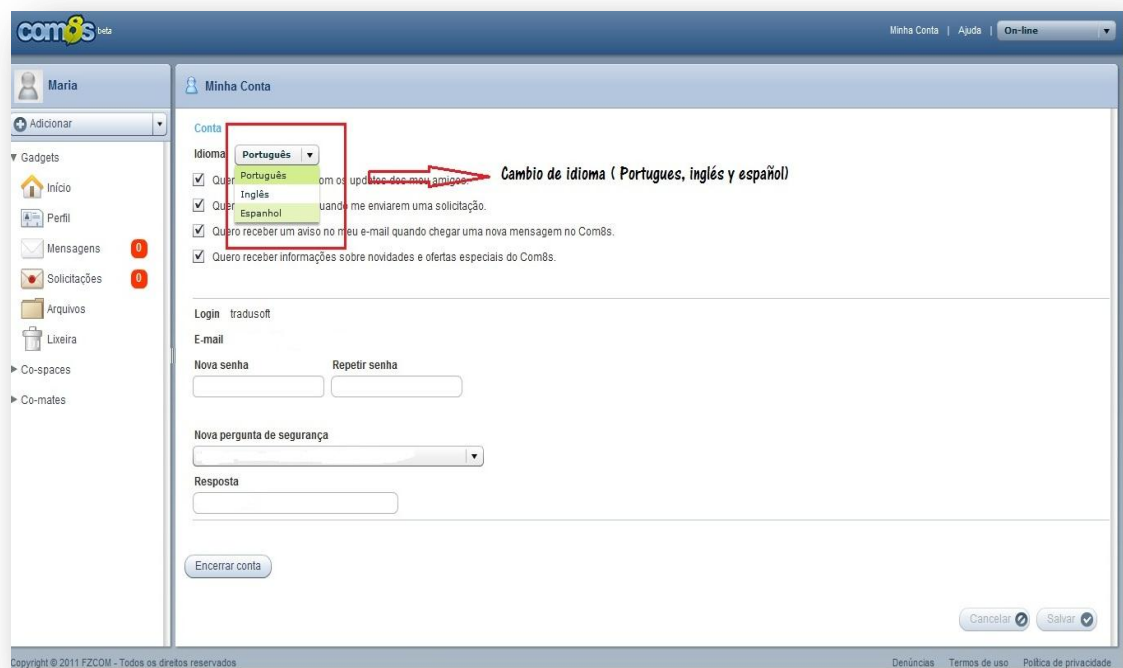 com8s beta
Minha Conta | Ajuda | On-line
Maria
Minha Conta
Adicionar
Gadgets
Início
Perfil
Mensagens 0
Solicitações 0
Arquivos
Lixeira
Co-spaces
Co-mates
Conta
Idioma Português
Português
Inglês
Espanhol
Cambio de idioma ( Portugues, inglés y español)
om os updates dos meu amigos.
uando me enviarem uma solicitação.
Quero receber um aviso no meu e-mail quando chegar uma nova mensagem no Com8s.
Quero receber informações sobre novidades e ofertas especiais do Com8s.
Login tradusoft
E-mail
Nova senha Repetir senha
Nova pergunta de segurança
Resposta
Encerrar conta
Cancelar Salvar
Copyright © 2011 FZCOM - Todos os direitos reservados
Denúncias Termos de uso Política de privacidade